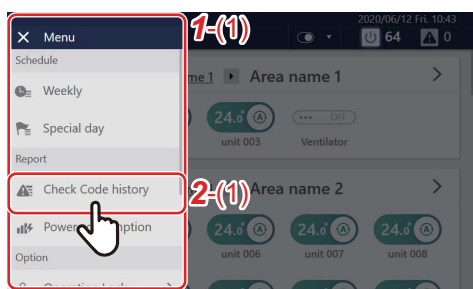 2020/06/12 Fri. 10:43
Menu 1-(1) 64 0
Schedule
me 1 Area name 1
Weekly
24.0 A OFF
Special day unit 003 Ventilator
Report
Check Code history 2-(1) Area name 2
24.0 A 24.0 A 24.0 A
unit 006 unit 007 unit 008
Option